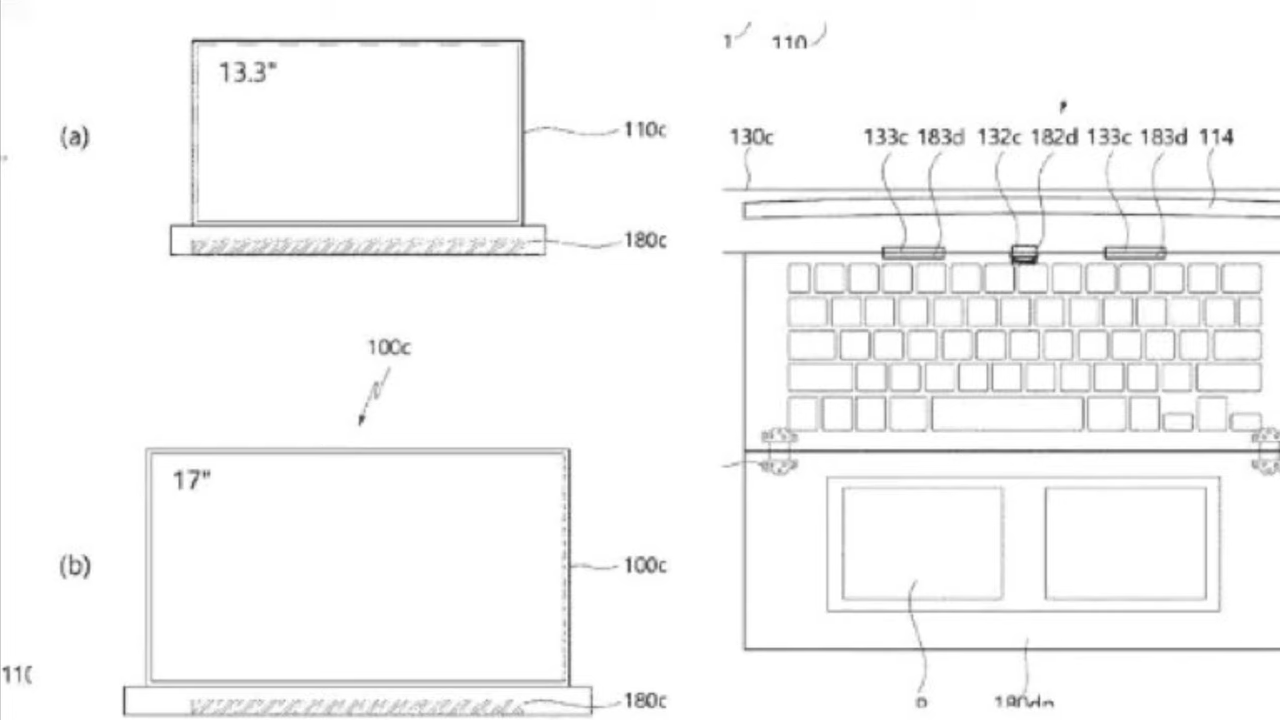 13.3"
(a)
110c
180c
100c
17"
(b)
100c
180c
110
130c 133c 183d 132c 182d 133c 183d 114